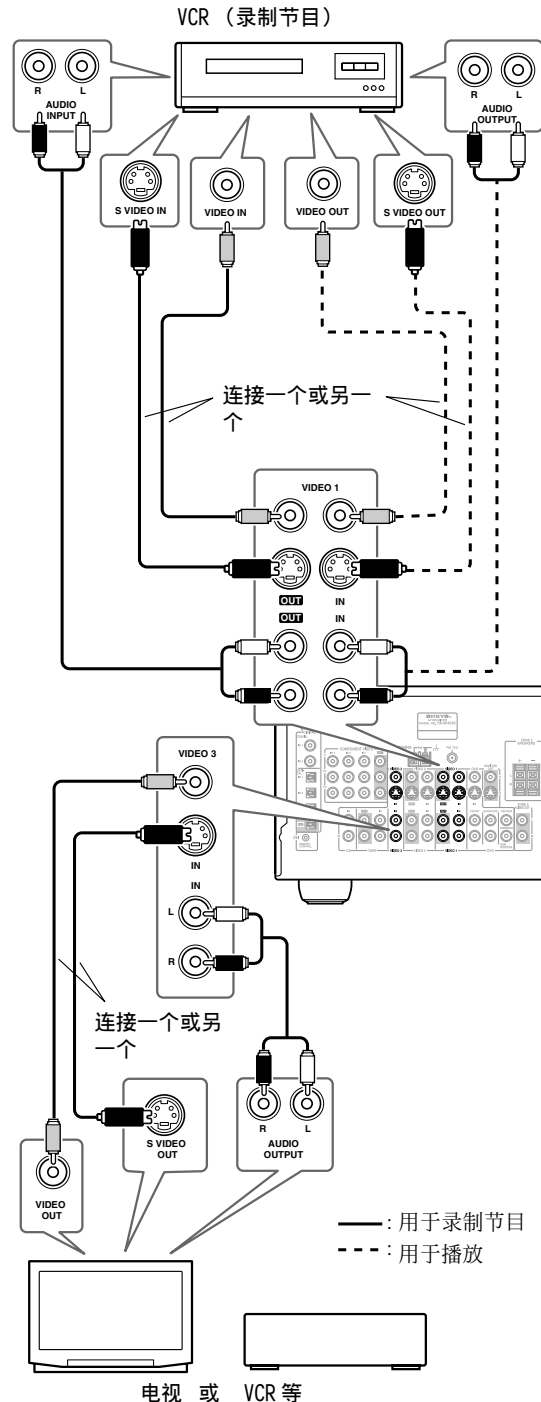 VCR （录制节目）
R L
AUDIO
INPUT
R L
AUDIO
OUTPUT
S VIDEO IN
VIDEO IN
VIDEO OUT
S VIDEO OUT
连接一个或另一
个
VIDEO 1
OUT IN
OUT IN
VIDEO 3
IN
IN
L
R
连接一个或另
一个
S VIDEO
OUT
R L
AUDIO
OUTPUT
VIDEO
OUT
: 用于录制节目
: 用于播放
电视 或 VCR 等